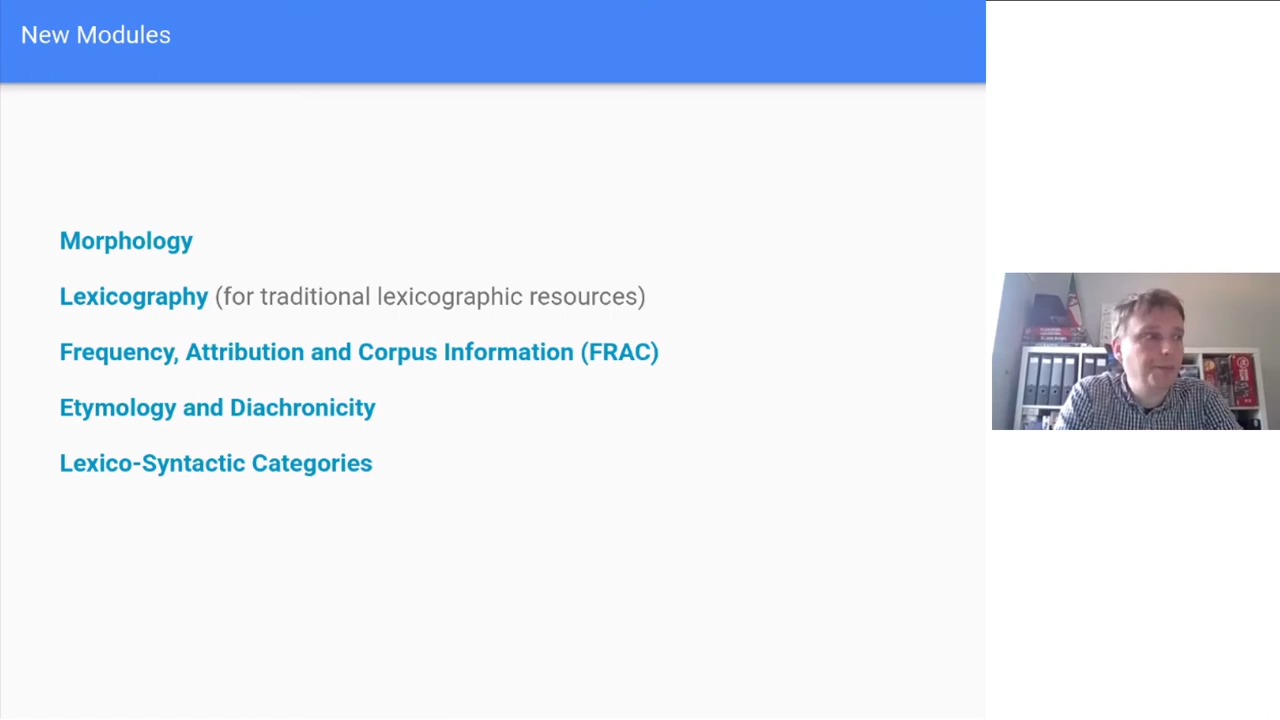 New Modules
Morphology
Lexicography (for traditional lexicographic resources)
Frequency, Attribution and Corpus Information (FRAC)
Etymology and Diachronicity
Lexico-Syntactic Categories